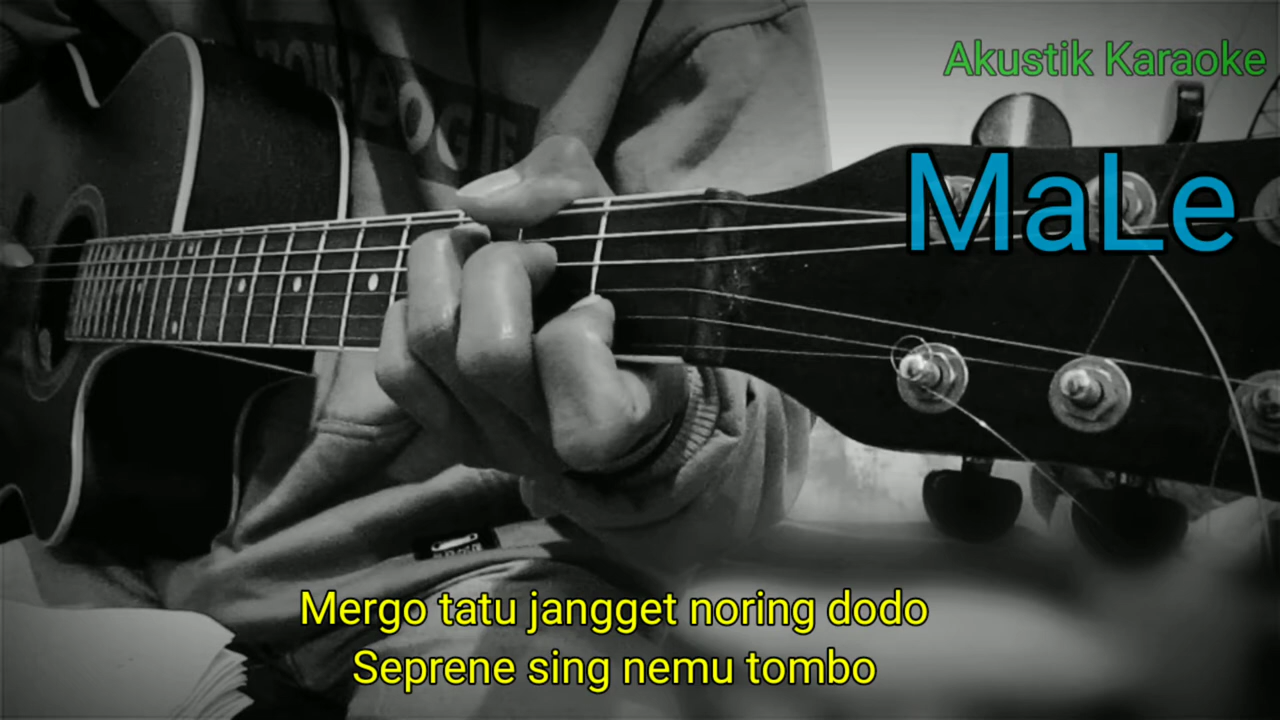 Akustik Karaoke
MaLe
Mergo tatu jangget noring dodo
Seprene sing nemu tombo